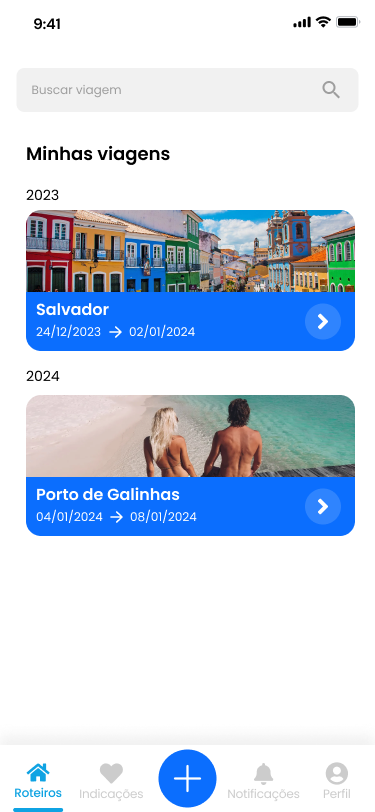 9:41
Buscar viagem
Minhas viagens
2023
Salvador
24/12/2023 → 02/01/2024
2024
Porto de Galinhas
04/01/2024 → 08/01/2024
Roteiros
Indicações
Notificações
Perfil